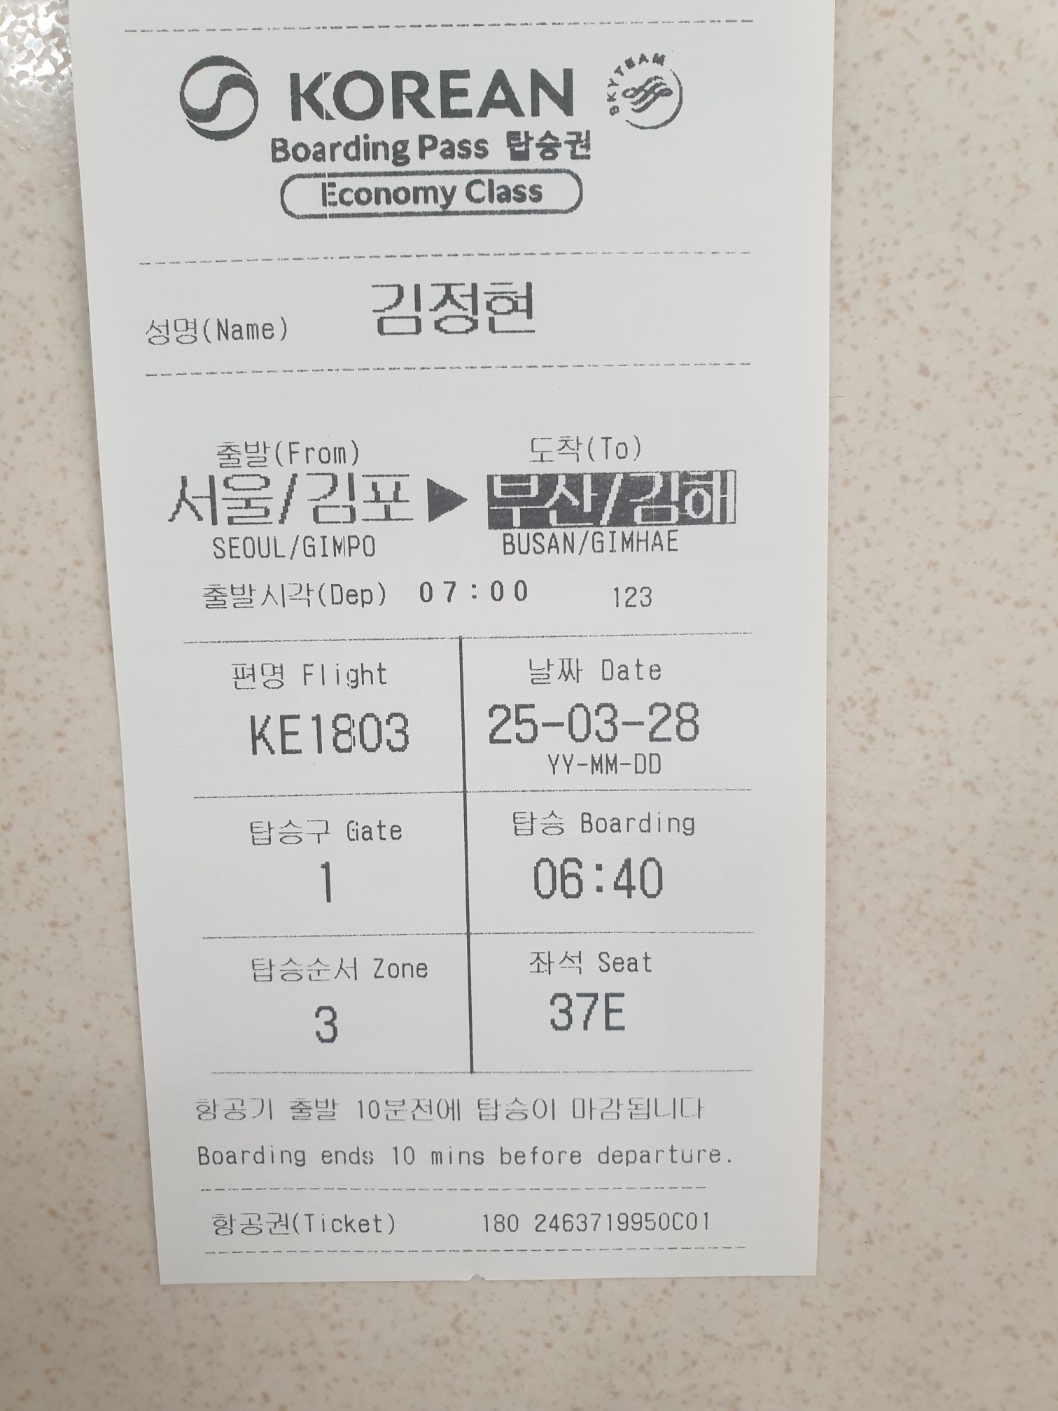 KOREAN SKYTEAM
Boarding Pass 탑승권
Economy Class
성명(Name) 김정현
출발(From) 도착(To)
서울/김포 ▶ 부산/김해
SEOUL/GIMPO BUSAN/GIMHAE
출발시각(Dep) 07:00 123
편명 Flight 날짜 Date
KE1803 25-03-28
YY-MM-DD
탑승구 Gate 탑승 Boarding
1 06:40
탑승순서 Zone 좌석 Seat
3 37E
항공기 출발 10분전에 탑승이 마감됩니다
Boarding ends 10 mins before departure.
항공권(Ticket) 180 2463719950C01